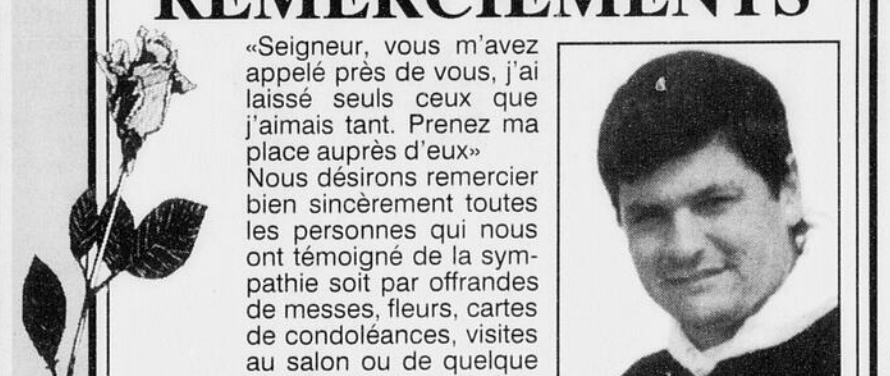 REMERCIEMENTS
«Seigneur, vous m'avez
appelé près de vous, j'ai
laissé seuls ceux que
j'aimais tant. Prenez ma
place auprès d'eux»
Nous désirons remercier
bien sincèrement toutes
les personnes qui nous
ont témoigné de la sym-
pathie soit par offrandes
de messes, fleurs, cartes
de condoléances, visites
au salon ou de quelque